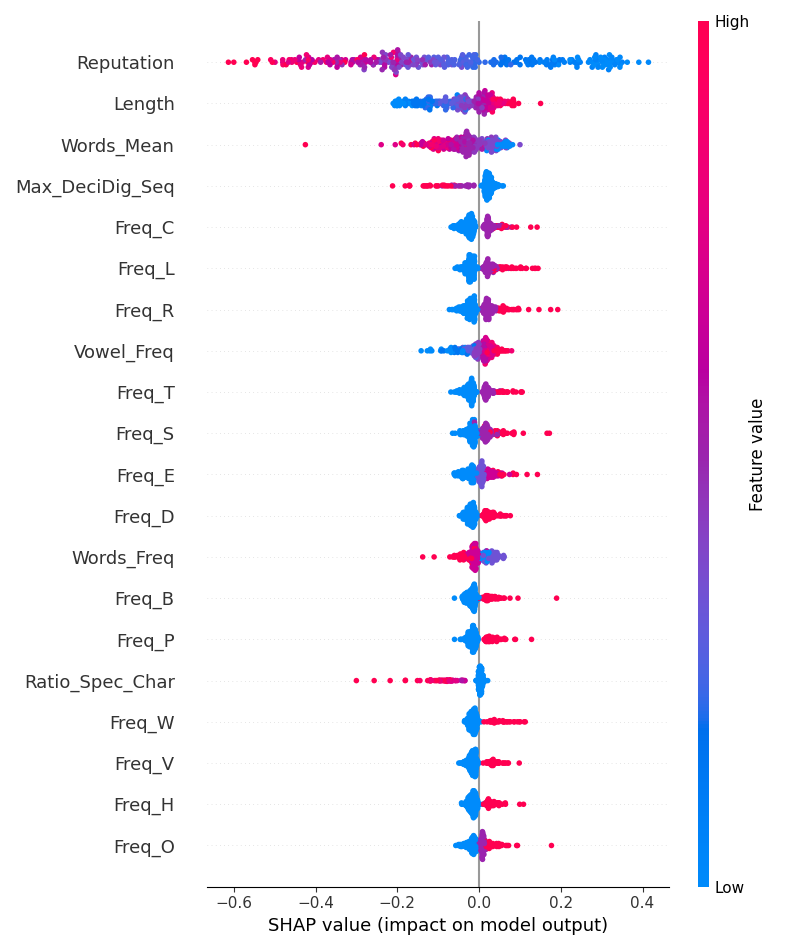 High
Reputation
Length
Words_Mean
Max_DeciDig_Seq
Freq_C
Freq_L
Freq_R
Vowel_Freq
Freq_T
Freq_S
Freq_E
Freq_D
Words_Freq
Freq_B
Freq_P
Ratio_Spec_Char
Freq_W
Freq_V
Freq_H
Freq_O
Feature value
Low
−0.6 −0.4 −0.2 0.0 0.2 0.4
SHAP value (impact on model output)